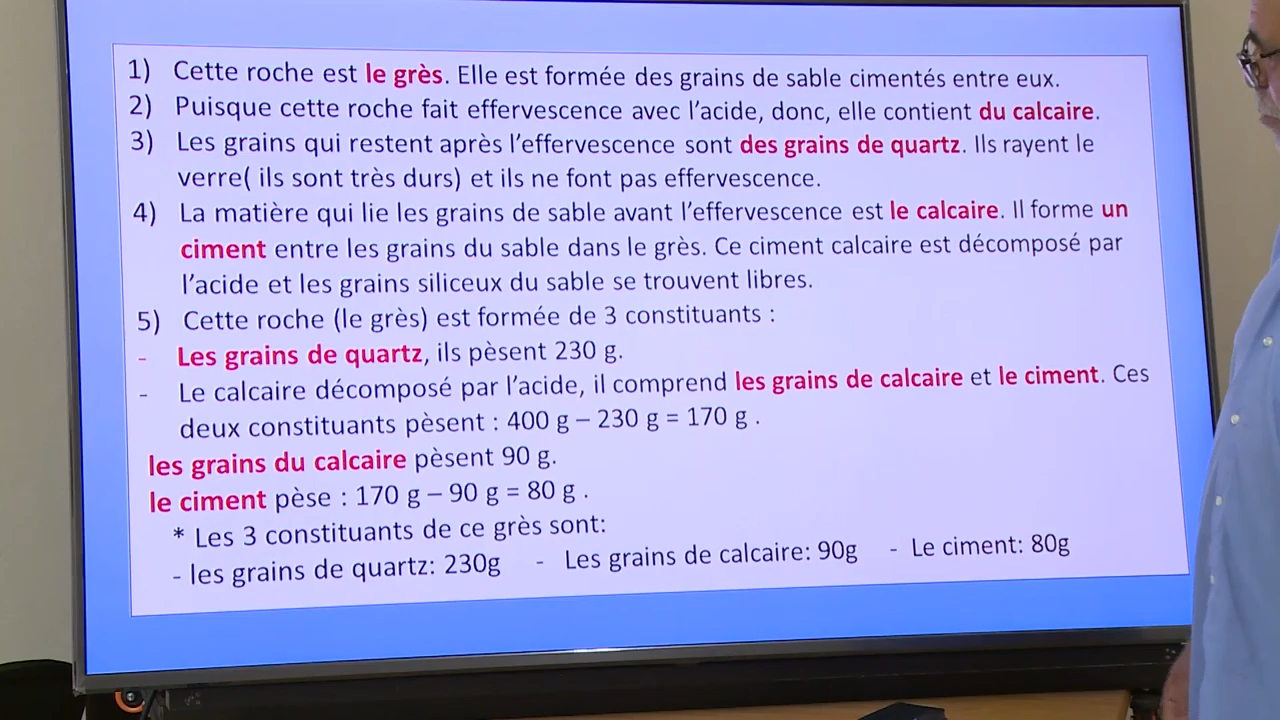 1) Cette roche est le grès. Elle est formée des grains de sable cimentés entre eux.
2) Puisque cette roche fait effervescence avec l'acide, donc, elle contient du calcaire.
3) Les grains qui restent après l'effervescence sont des grains de quartz. Ils rayent le
verre( ils sont très durs) et ils ne font pas effervescence.
4) La matière qui lie les grains de sable avant l'effervescence est le calcaire. Il forme un
ciment entre les grains du sable dans le grès. Ce ciment calcaire est décomposé par
l'acide et les grains siliceux du sable se trouvent libres.
5) Cette roche (le grès) est formée de 3 constituants :
- Les grains de quartz, ils pèsent 230 g.
- Le calcaire décomposé par l'acide, il comprend les grains de calcaire et le ciment. Ces
deux constituants pèsent : 400 g – 230 g = 170 g .
les grains du calcaire pèsent 90 g.
le ciment pèse : 170 g – 90 g = 80 g .
* Les 3 constituants de ce grès sont:
- les grains de quartz: 230g - Les grains de calcaire: 90g - Le ciment: 80g